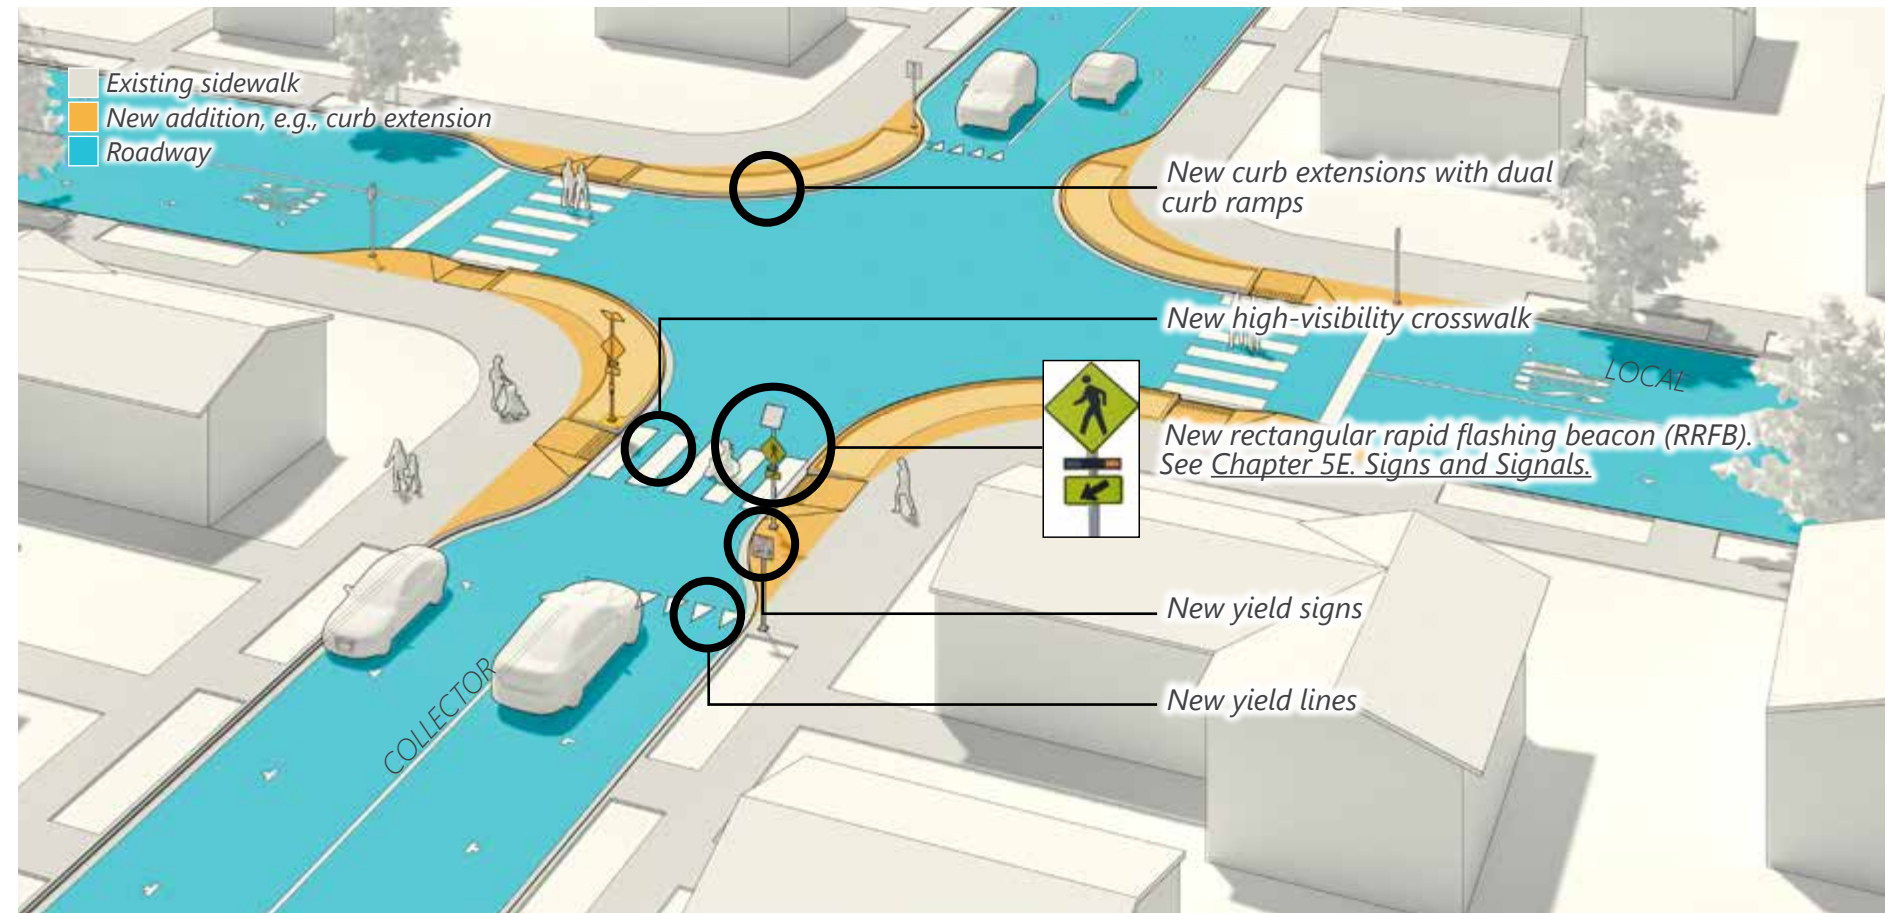 Existing sidewalk
New addition, e.g., curb extension
Roadway
New curb extensions with dual
curb ramps
New high-visibility crosswalk
LOCAL
New rectangular rapid flashing beacon (RRFB).
See Chapter 5E. Signs and Signals.
New yield signs
COLLECTOR
New yield lines